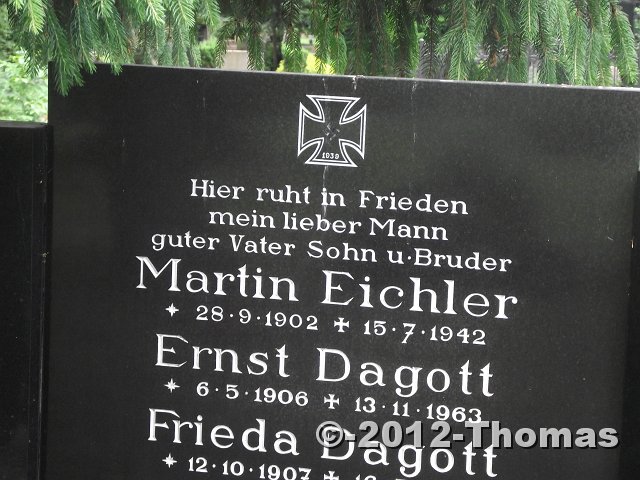 1939
Hier ruht in Frieden
mein lieber Mann
guter Vater Sohn u·Bruder
Martin Eichler
* 28·9·1902 + 15·7·1942
Ernst Dagott
* 6·5·1906 + 13·11·1963
Frieda Dagott
* 12·10·1907 +
©-2012-Thomas